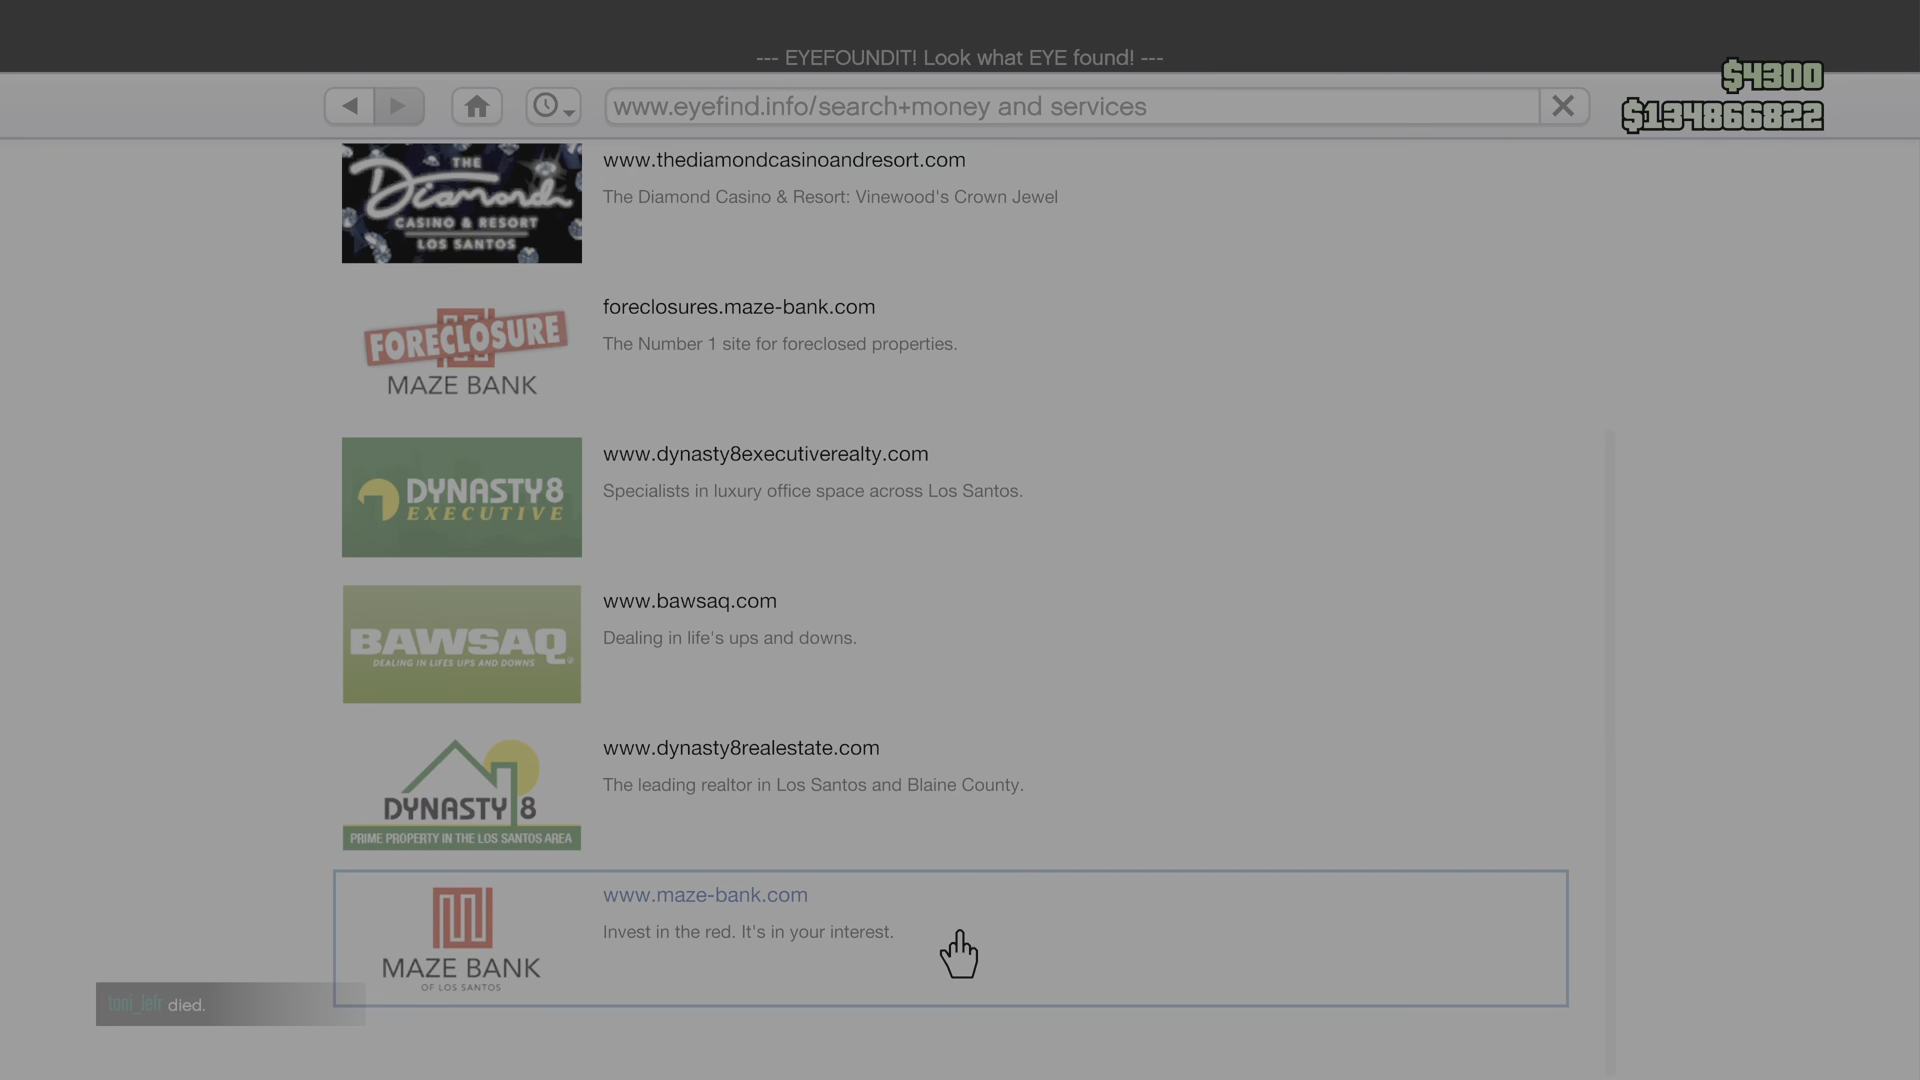 --- EYEFOUNDIT! Look what EYE found! ---
$4300
www.eyefind.info/search+money and services
$134866822
THE
Diamond
CASINO & RESORT
LOS SANTOS
www.thediamondcasinoandresort.com
The Diamond Casino & Resort: Vinewood's Crown Jewel
FORECLOSURE
MAZE BANK
foreclosures.maze-bank.com
The Number 1 site for foreclosed properties.
DYNASTY8
EXECUTIVE
www.dynasty8executiverealty.com
Specialists in luxury office space across Los Santos.
BAWSAQ
DEALING IN LIFES UPS AND DOWNS
www.bawsaq.com
Dealing in life's ups and downs.
DYNASTY 8
PRIME PROPERTY IN THE LOS SANTOS AREA
www.dynasty8realestate.com
The leading realtor in Los Santos and Blaine County.
MAZE BANK
OF LOS SANTOS
www.maze-bank.com
Invest in the red. It's in your interest.
died.